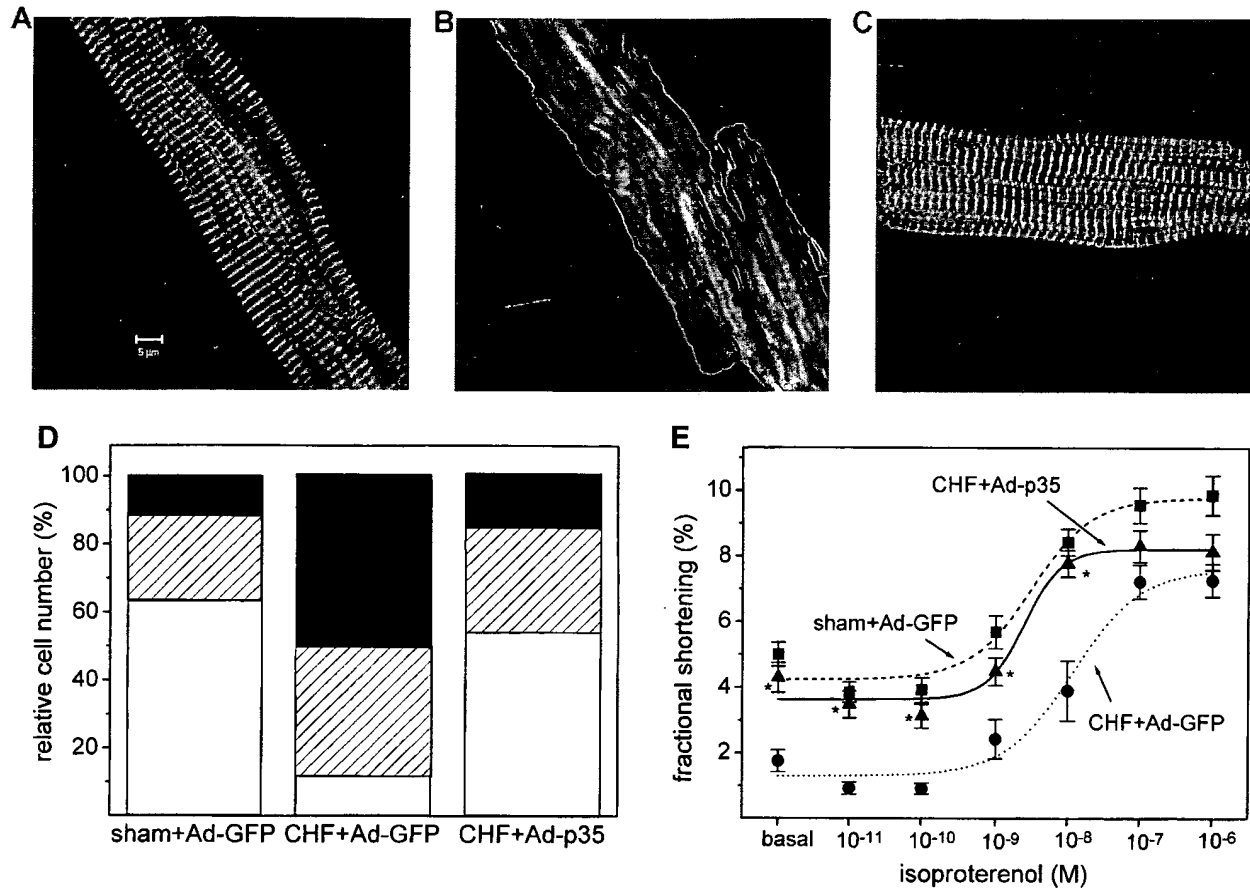 A
B
C
5 μm
D
relative cell number (%)
100
80
60
40
20
sham+Ad-GFP CHF+Ad-GFP CHF+Ad-p35
E
fractional shortening (%)
10
8
6
4
2
CHF+Ad-p35
sham+Ad-GFP
CHF+Ad-GFP
*
*
*
*
*
basal 10-11 10-10 10-9 10-8 10-7 10-6
isoproterenol (M)